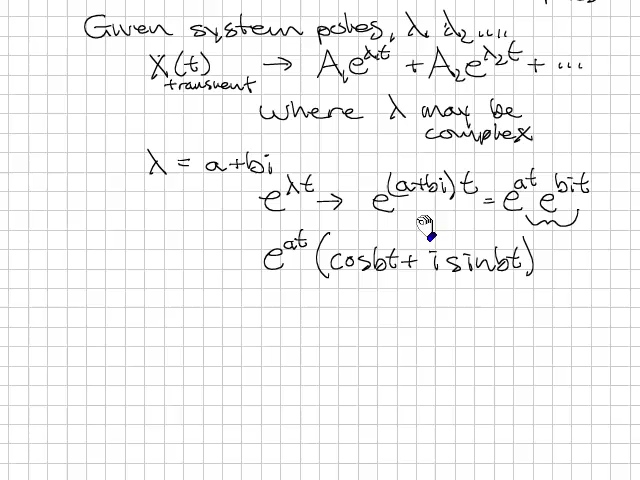 Given system poles, λ₁ λ₂ .....
X(t) → A₁e^λ₁t + A₂e^λ₂t + ...
transient
where λ may be
complex
λ = a+bi
e^λt → e^(a+bi)t = e^at e^bit
e^at (cosbt + i sinbt)